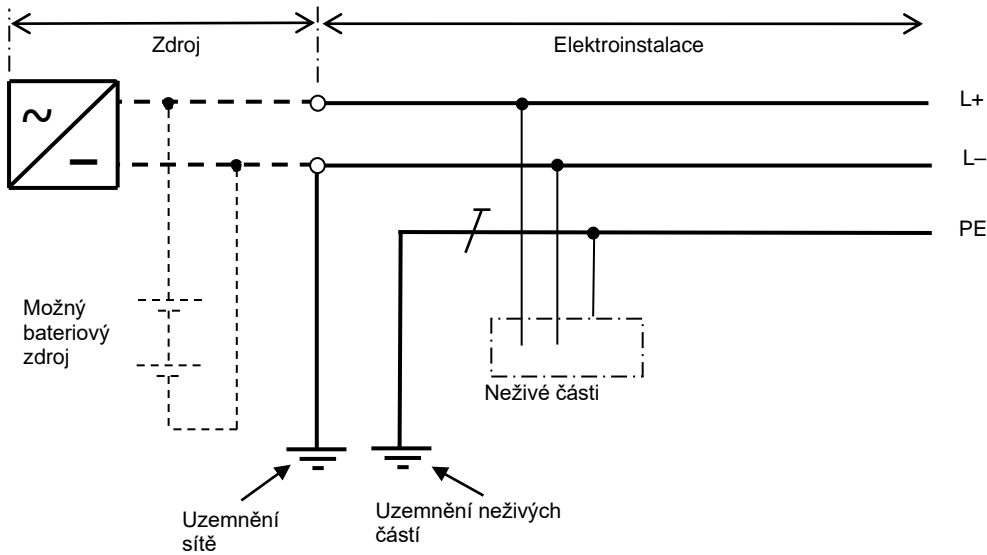 Zdroj
Elektroinstalace
L+
L–
PE
Možný
bateriový
zdroj
Neživé části
Uzemnění
sítě
Uzemnění neživých
částí